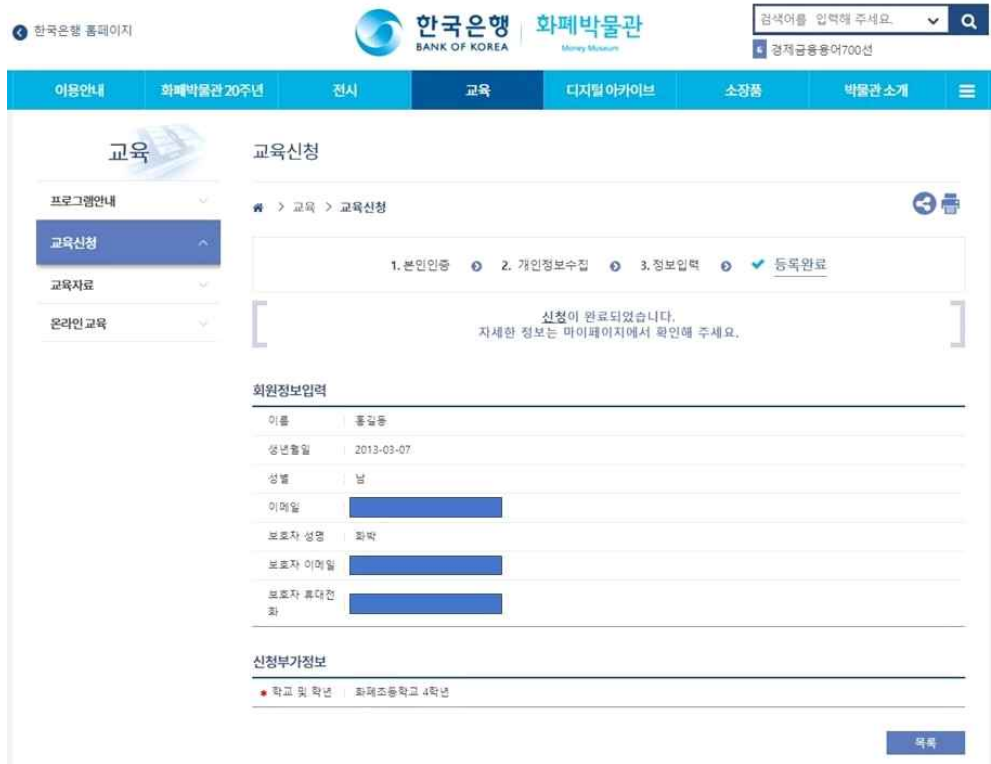 한국은행 홈페이지
한국은행
BANK OF KOREA
화폐박물관
Money Museum
검색어를 입력해 주세요.
6 경제금융용어700선
이용안내 화폐박물관 20주년 전시 교육 디지털 아카이브 소장품 박물관 소개
교육
프로그램안내
교육신청
교육자료
온라인 교육
교육신청
> 교육 > 교육신청
1. 본인인증 2. 개인정보수집 3. 정보입력 등록완료
신청이 완료되었습니다.
자세한 정보는 마이페이지에서 확인해 주세요.
회원정보입력
이름 홍길동
생년월일 2013-03-07
성별 남
이메일
보호자 성명 화박
보호자 이메일
보호자 휴대전
화
신청부가정보
* 학교 및 학년 화폐초등학교 4학년
목록